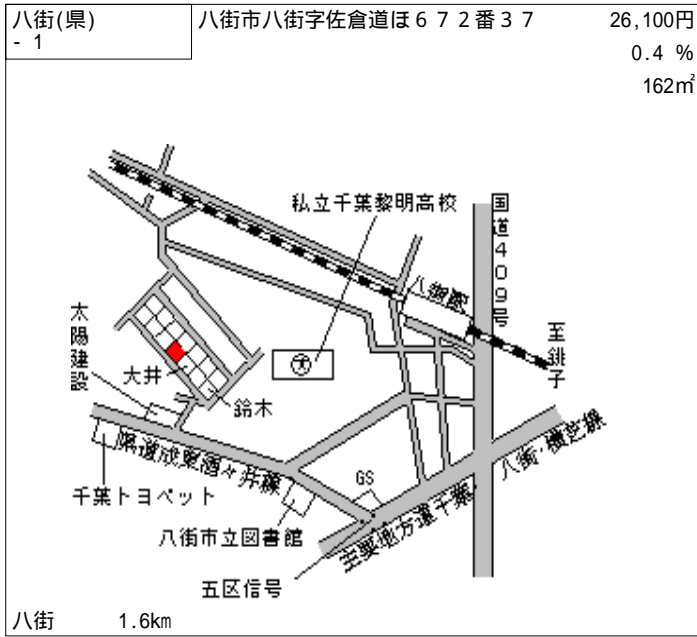 八街(県)
- 1
八街市八街字佐倉道ほ６７２番３７
26,100円
0.4 %
162㎡
私立千葉黎明高校
国道４０９号
八街駅
至銚子
太陽建設
大井
鈴木
県道成東酒々井線
千葉トヨペット
八街市立図書館
GS
五区信号
主要地方道千葉・八街・横芝線
八街 1.6km